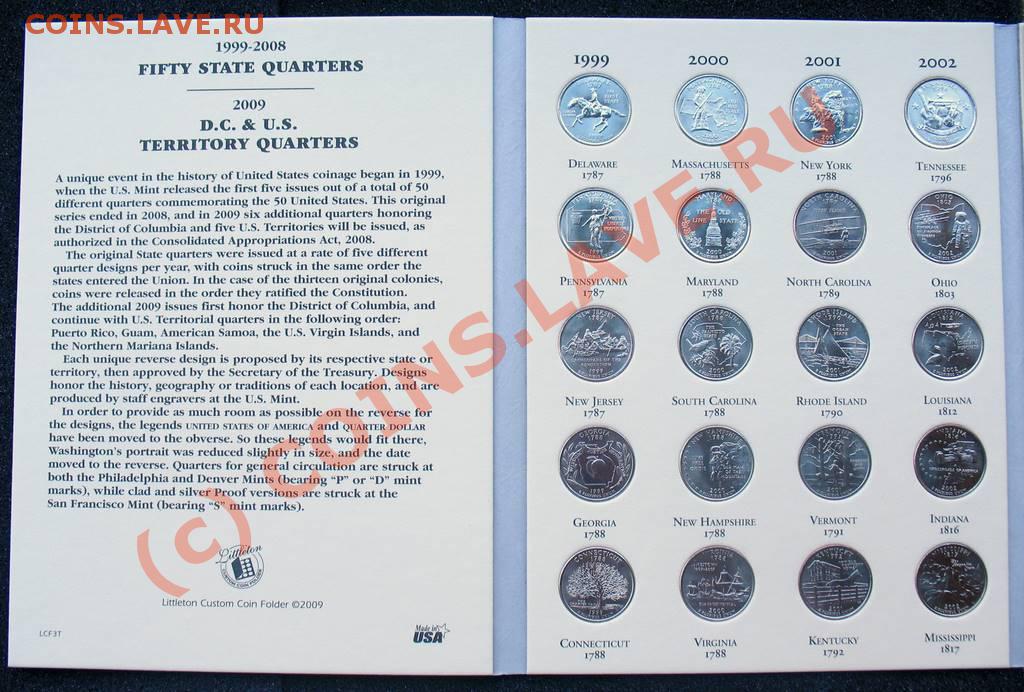 COINS.LAVE.RU
1999-2008
FIFTY STATE QUARTERS
2009
D.C. & U.S.
TERRITORY QUARTERS
A unique event in the history of United States coinage began in 1999,
when the U.S. Mint released the first five issues out of a total of 50
different quarters commemorating the 50 United States. This original
series ended in 2008, and in 2009 six additional quarters honoring
the District of Columbia and five U.S. Territories will be issued, as
authorized in the Consolidated Appropriations Act, 2008.
The original State quarters were issued at a rate of five different
quarter designs per year, with coins struck in the same order the
states entered the Union. In the case of the thirteen original colonies,
coins were released in the order they ratified the Constitution.
The additional 2009 issues first honor the District of Columbia, and
continue with U.S. Territorial quarters in the following order:
Puerto Rico, Guam, American Samoa, the U.S. Virgin Islands, and
the Northern Mariana Islands.
Each unique reverse design is proposed by its respective state or
territory, then approved by the Secretary of the Treasury. Designs
honor the history, geography or traditions of each location, and are
produced by staff engravers at the U.S. Mint.
In order to provide as much room as possible on the reverse for
the designs, the legends UNITED STATES OF AMERICA and QUARTER DOLLAR
have been moved to the obverse. So these legends would fit there,
Washington's portrait was reduced slightly in size, and the date
moved to the reverse. Quarters for general circulation are struck at
both the Philadelphia and Denver Mints (bearing "P" or "D" mint
marks), while clad and silver Proof versions are struck at the
San Francisco Mint (bearing "S" mint marks).
Littleton
CUSTOM COIN FOLDER
Littleton Custom Coin Folder ©2009
LCF3T
Made in
USA
1999 2000 2001 2002
DELAWARE MASSACHUSETTS NEW YORK TENNESSEE
1787 1788 1788 1796
PENNSYLVANIA MARYLAND NORTH CAROLINA OHIO
1787 1788 1789 1803
NEW JERSEY SOUTH CAROLINA RHODE ISLAND LOUISIANA
1787 1788 1790 1812
GEORGIA NEW HAMPSHIRE VERMONT INDIANA
1788 1788 1791 1816
CONNECTICUT VIRGINIA KENTUCKY MISSISSIPPI
1788 1788 1792 1817
(c) COINS.LAVE.RU